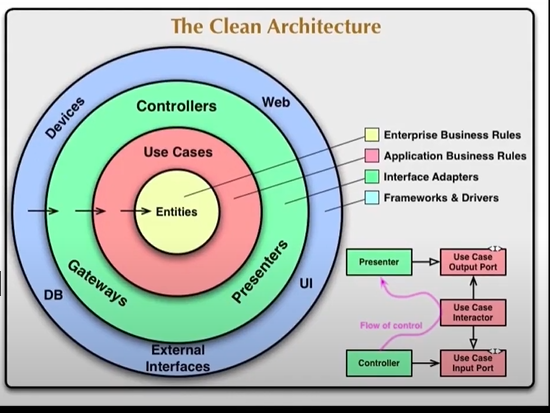 The Clean Architecture
Devices
Web
Controllers
Use Cases
Entities
Gateways
Presenters
DB
UI
External
Interfaces
Enterprise Business Rules
Application Business Rules
Interface Adapters
Frameworks & Drivers
Presenter
Use Case
Output Port
Flow of control
Use Case
Interactor
Controller
Use Case
Input Port